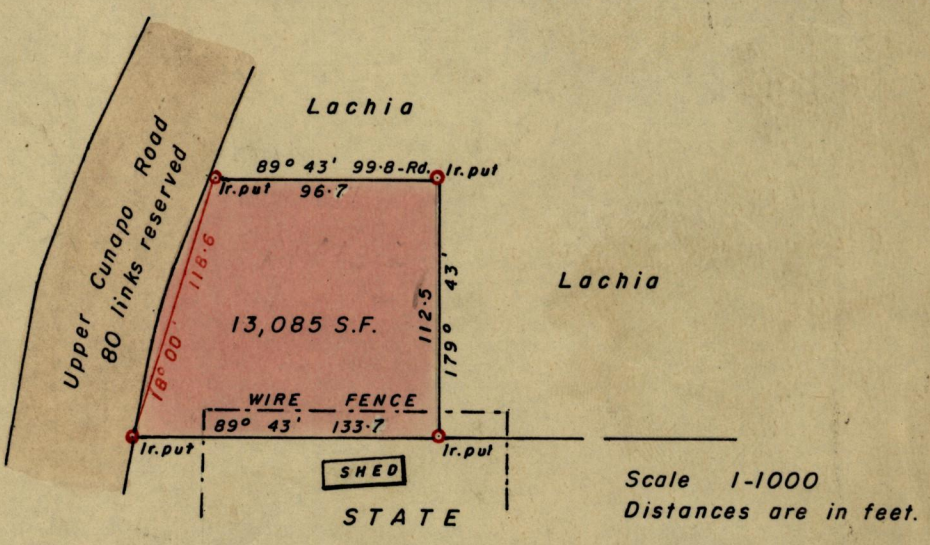 Lachia
Upper Cunapo Road
80 links reserved
89° 43' 99·8-Rd.
Ir.put
Ir.put
96·7
18° 00' 118·6
13,085 S.F.
112·5
179° 43'
Lachia
WIRE FENCE
89° 43' 133·7
Ir.put
Ir.put
SHED
STATE
Scale 1-1000
Distances are in feet.